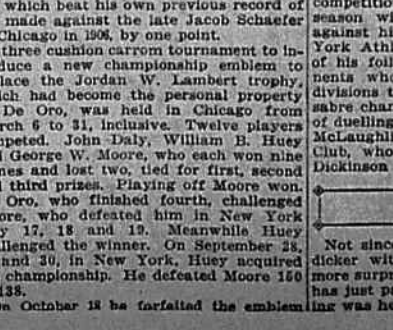 which beat his own previous record of
made against the late Jacob Schaefer
Chicago in 1906, by one point.
three cushion carrom tournament to in-
duce a new championship emblem to
lace the Jordan W. Lambert trophy,
ich had become the personal property
De Oro, was held in Chicago from
rch 6 to 31, inclusive. Twelve players
mpeted. John Daly, William B. Huey
d George W. Moore, who each won nine
mes and lost two, tied for first, second
d third prizes. Playing off Moore won.
Oro, who finished fourth, challenged
ore, who defeated him in New York
y 17, 18 and 19. Meanwhile Huey
llenged the winner. On September 28,
and 30, in New York, Huey acquired
championship. He defeated Moore 150
138.
n October 18 he forfeited the emblem
competitio
season wi
against hi
York Athl
of his foil
nents who
divisions t
sabre char
of duelling
McLaughli
Club, who
Dickinson
Not since
dicker wit
more surpr
has just pa
ling was he